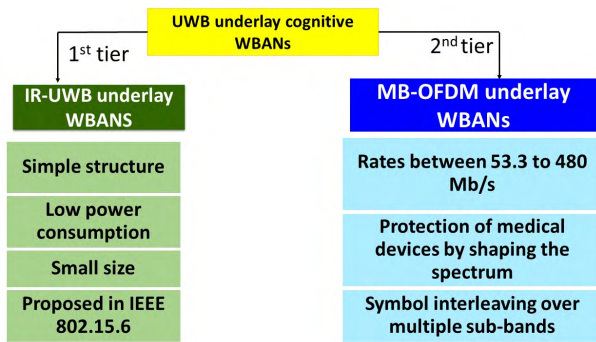 UWB underlay cognitive
WBANs
1st tier
2nd tier
IR-UWB underlay
WBANS
Simple structure
Low power
consumption
Small size
Proposed in IEEE
802.15.6
MB-OFDM underlay
WBANs
Rates between 53.3 to 480
Mb/s
Protection of medical
devices by shaping the
spectrum
Symbol interleaving over
multiple sub-bands